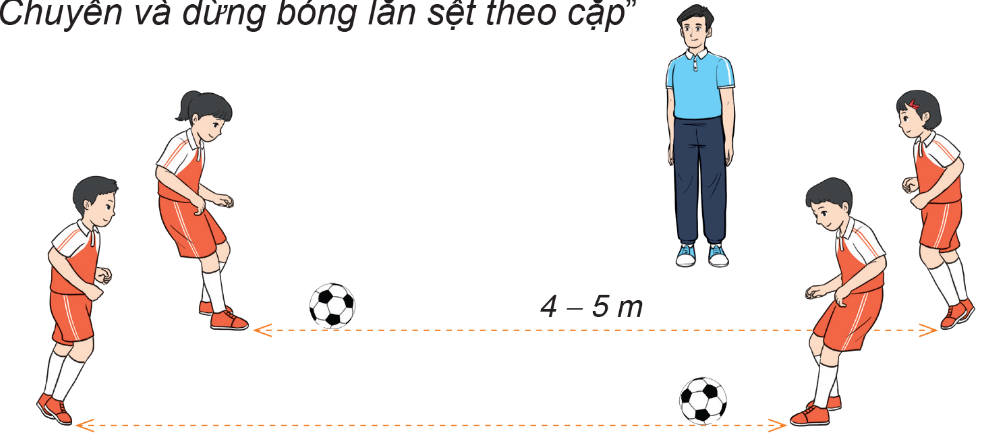 Chuyền và dừng bóng lăn sệt theo cặp”
4 – 5 m